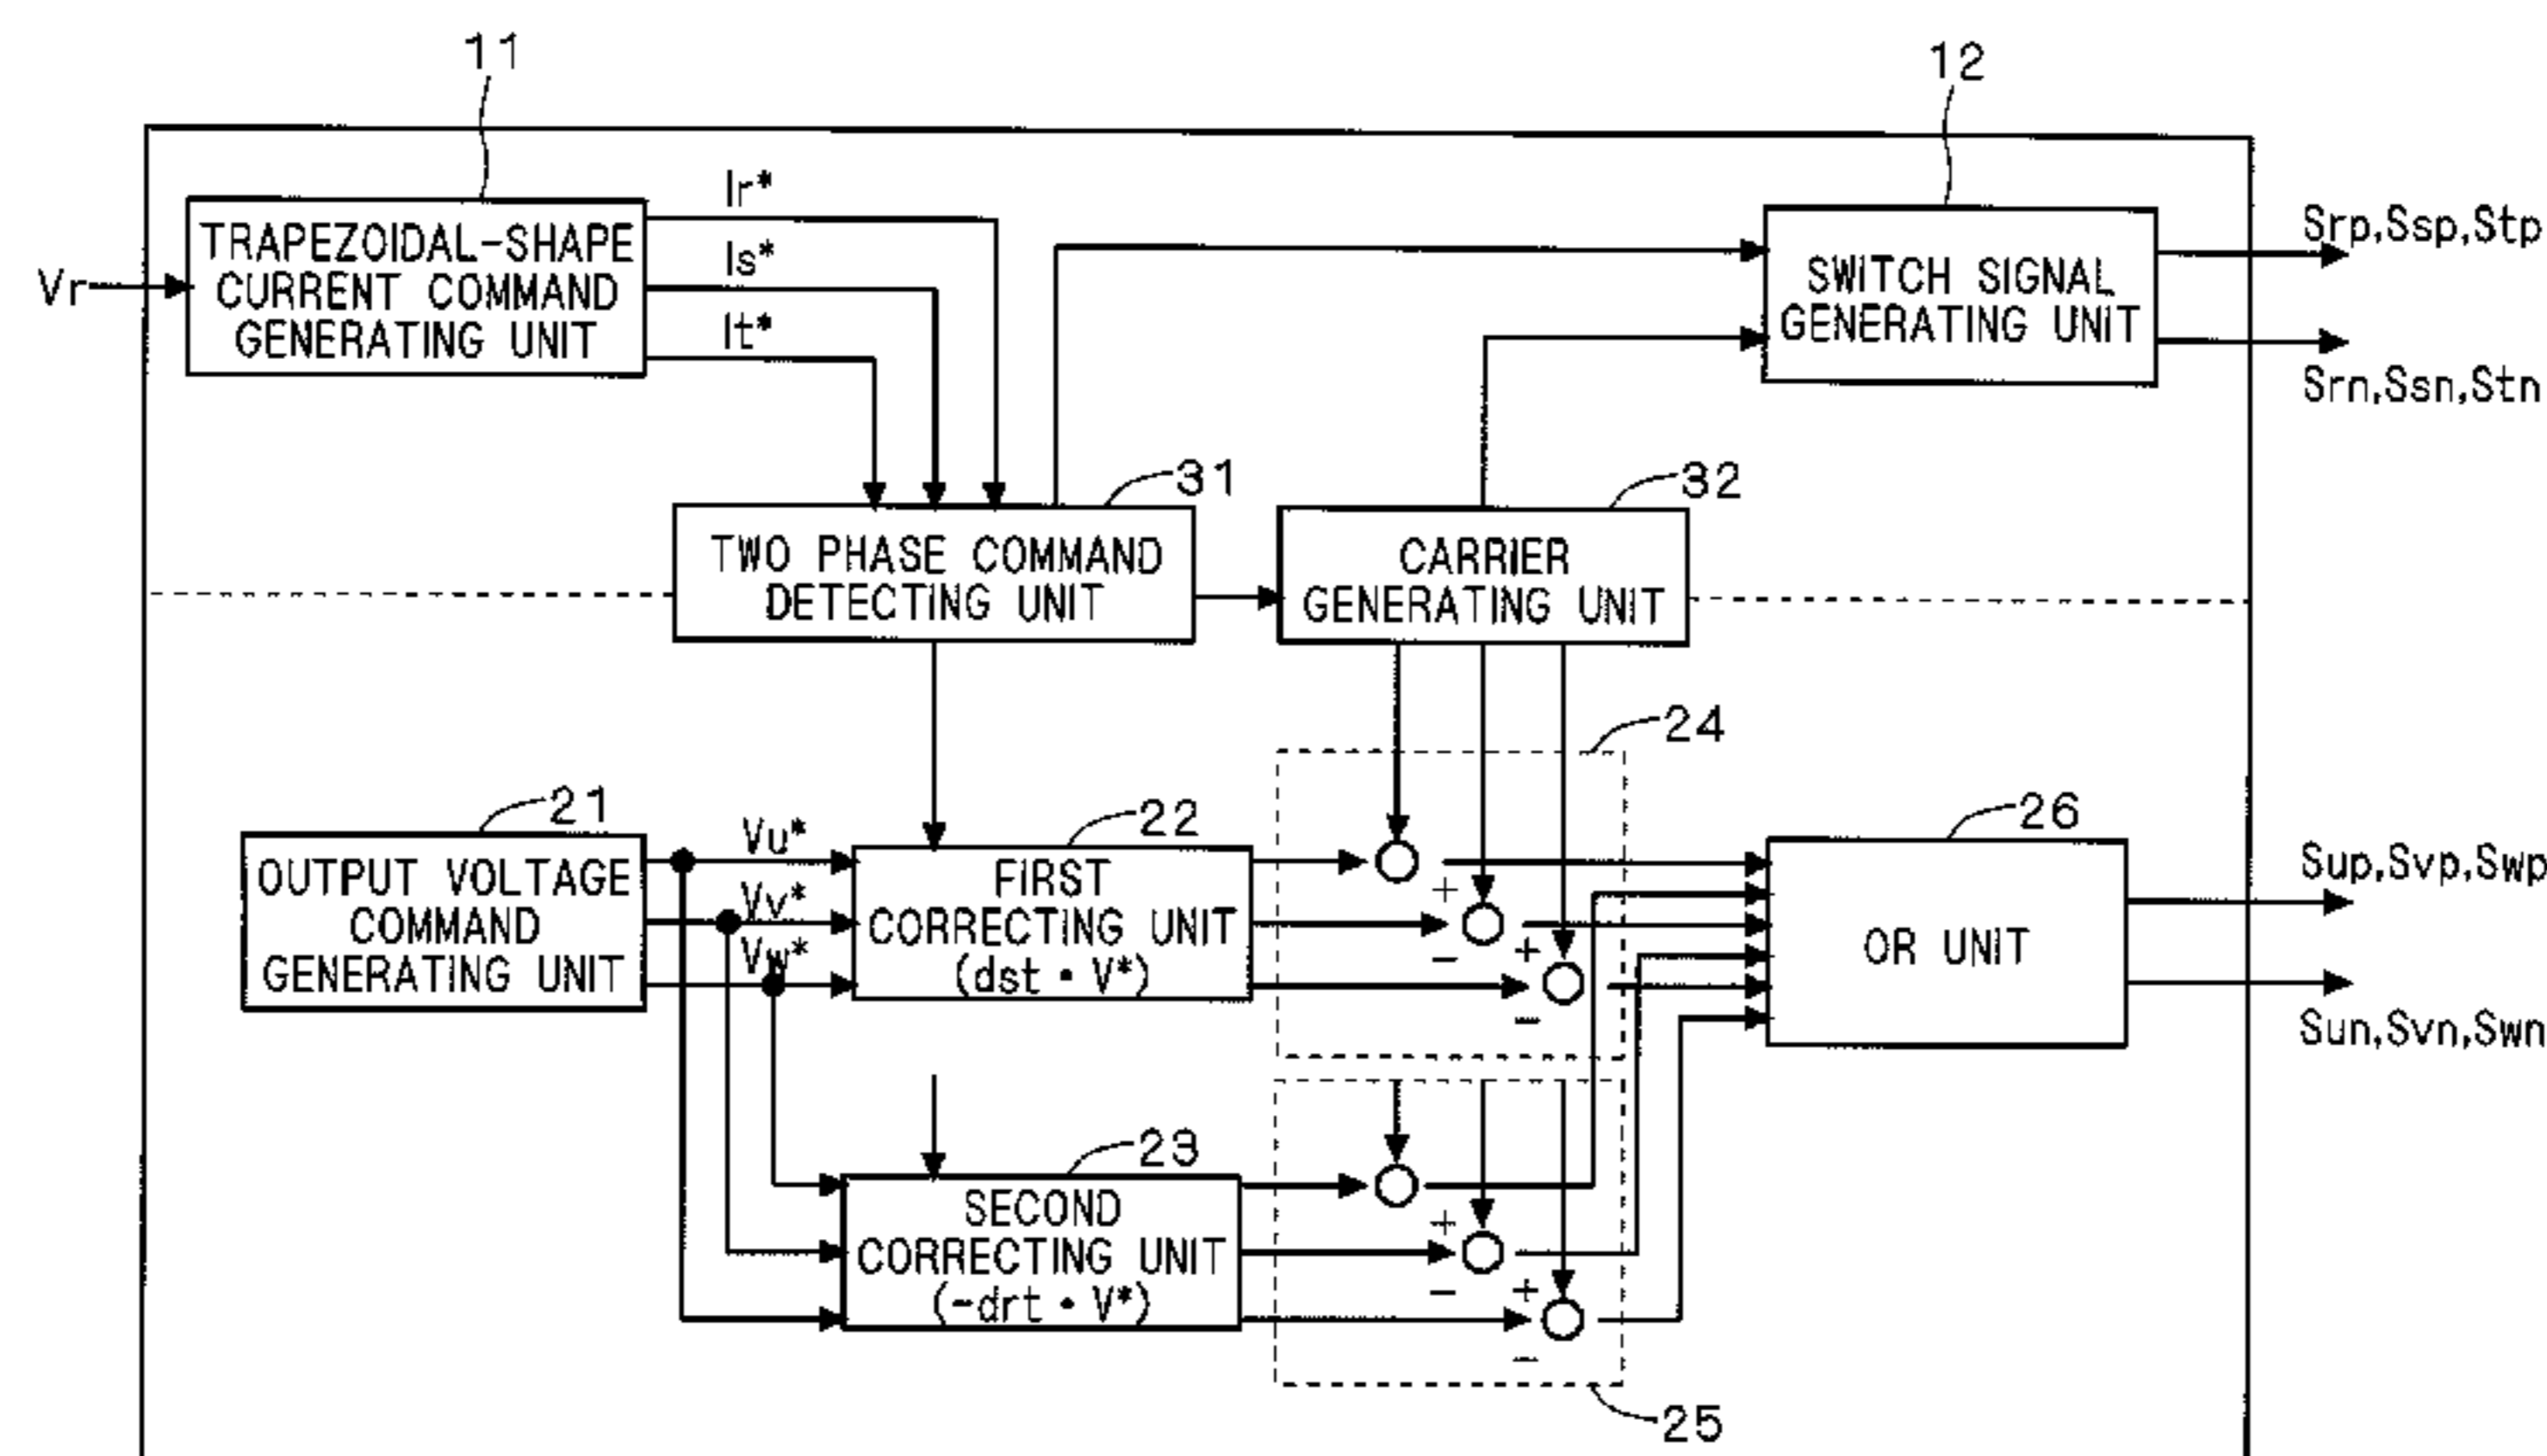 11
12
Ir*
TRAPEZOIDAL-SHAPE
CURRENT COMMAND
GENERATING UNIT
Is*
It*
Vr
SWITCH SIGNAL
GENERATING UNIT
Srp,Ssp,Stp
Srn,Ssn,Stn
31
32
TWO PHASE COMMAND
DETECTING UNIT
CARRIER
GENERATING UNIT
24
21
22
26
OUTPUT VOLTAGE
COMMAND
GENERATING UNIT
Vu*
Vv*
Vw*
FIRST
CORRECTING UNIT
(dst・V*)
+
-
+
-
OR UNIT
Sup,Svp,Swp
Sun,Svn,Swn
23
SECOND
CORRECTING UNIT
(-drt・V*)
+
-
+
-
25